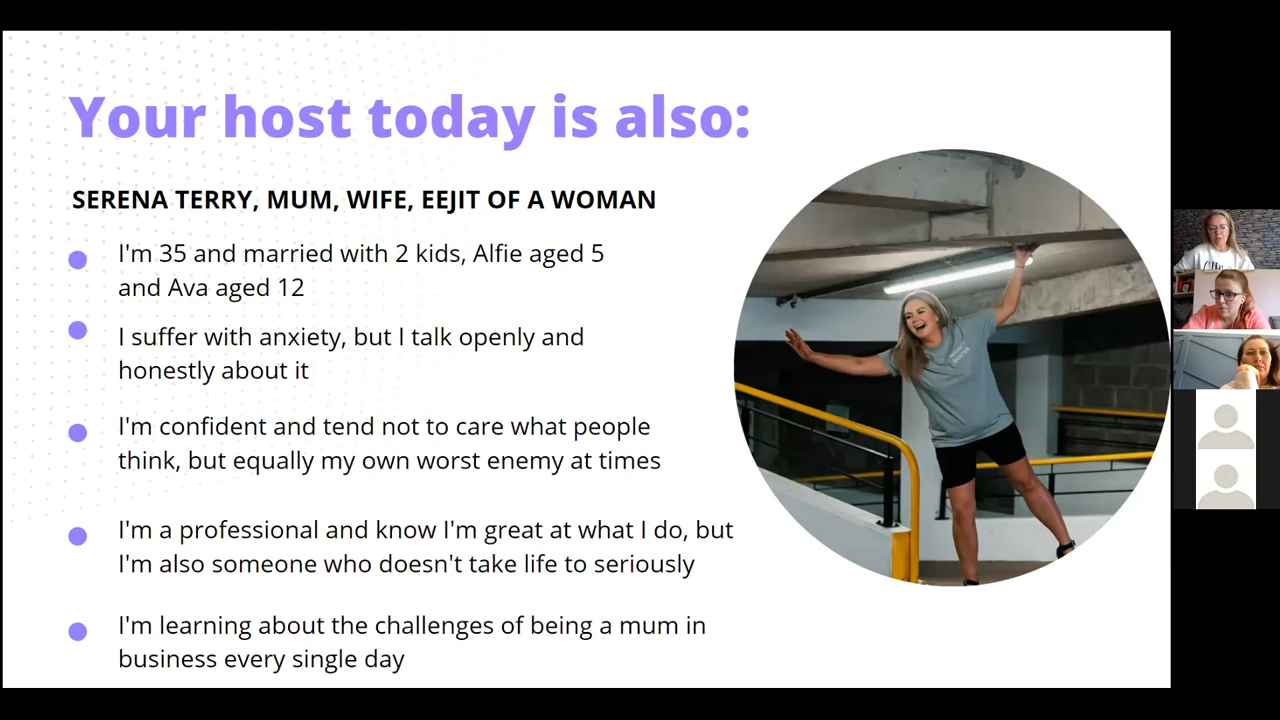 Your host today is also:
SERENA TERRY, MUM, WIFE, EEJIT OF A WOMAN
I'm 35 and married with 2 kids, Alfie aged 5
and Ava aged 12
I suffer with anxiety, but I talk openly and
honestly about it
I'm confident and tend not to care what people
think, but equally my own worst enemy at times
I'm a professional and know I'm great at what I do, but
I'm also someone who doesn't take life to seriously
I'm learning about the challenges of being a mum in
business every single day